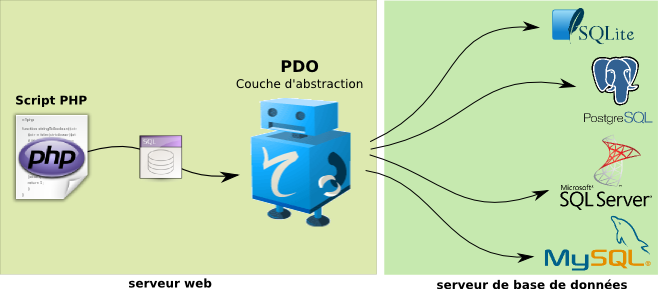 Script PHP
<?php
php
SQL
PDO
Couche d'abstraction
SQLite
PostgreSQL
Microsoft®
SQL Server®
MySQL®
serveur web
serveur de base de données